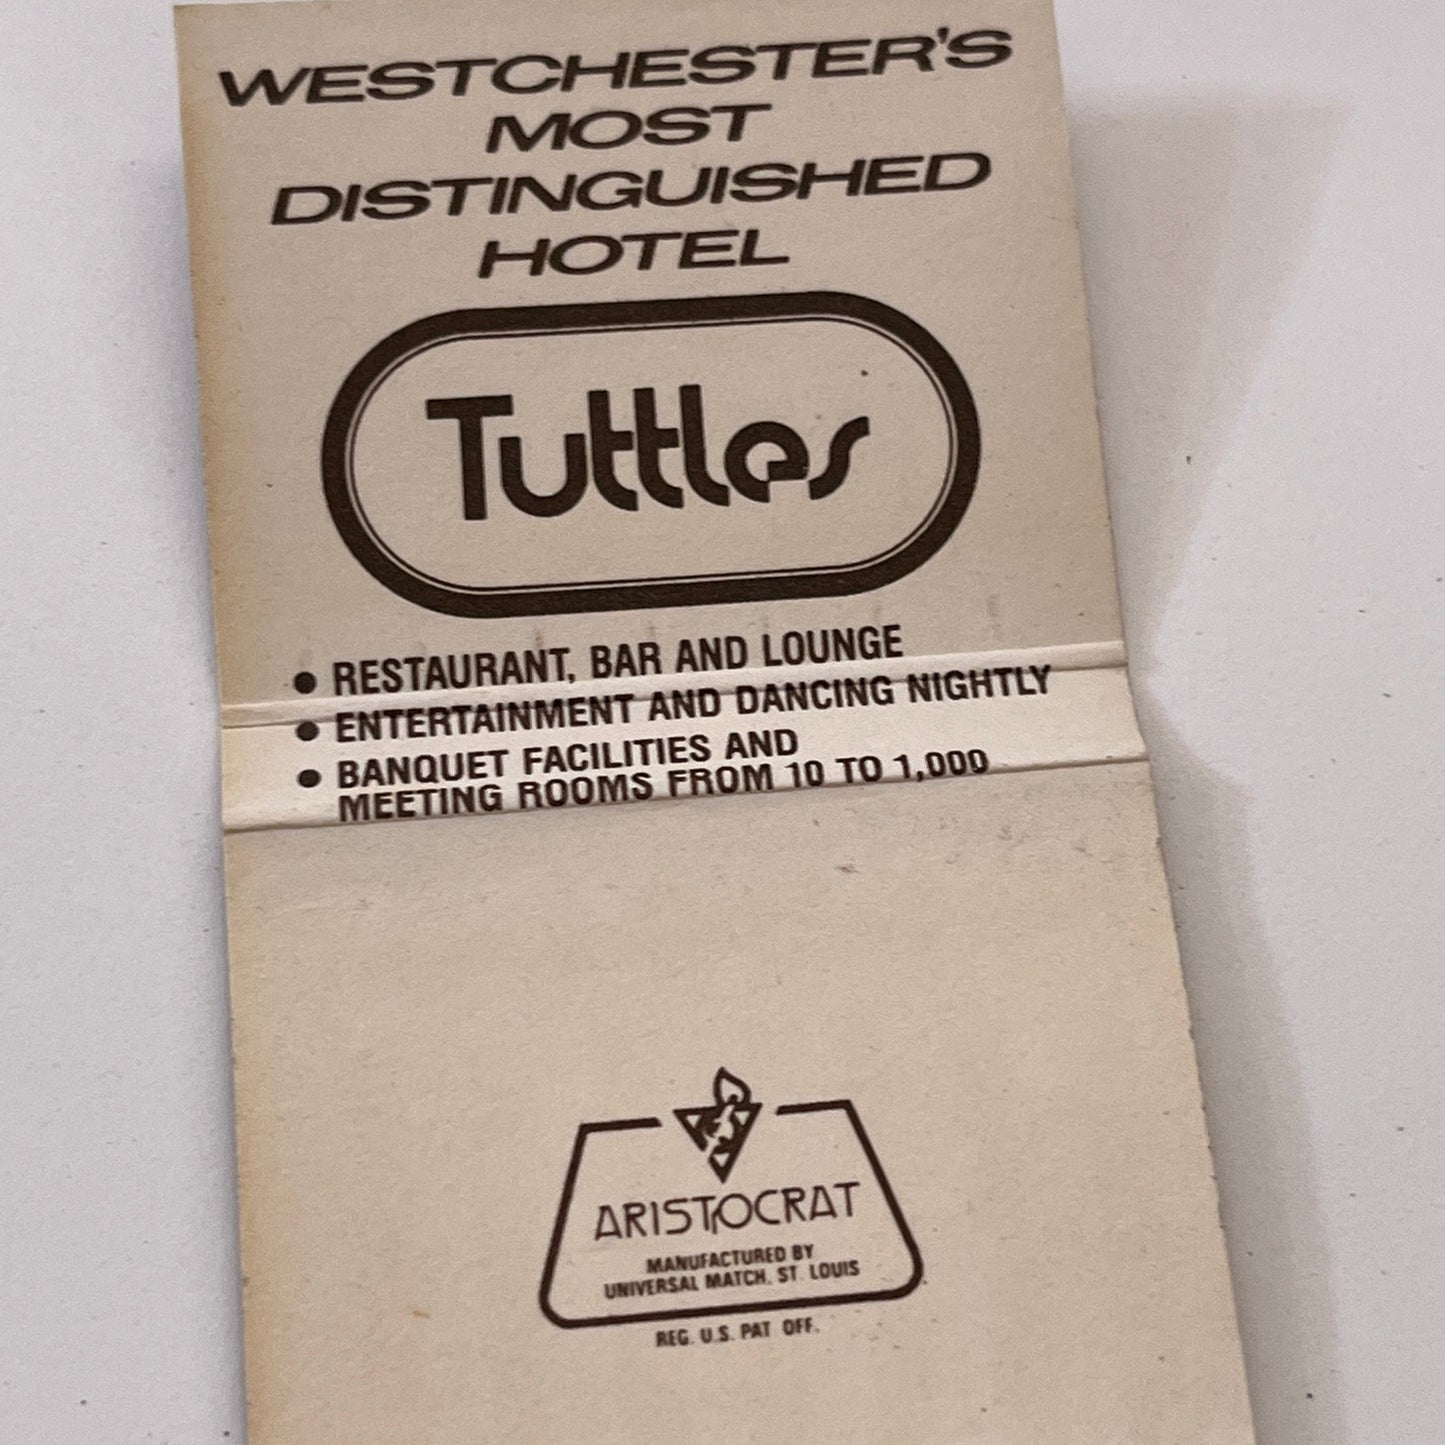 WESTCHESTER'S
MOST
DISTINGUISHED
HOTEL
Tuttles
• RESTAURANT, BAR AND LOUNGE
• ENTERTAINMENT AND DANCING NIGHTLY
• BANQUET FACILITIES AND
MEETING ROOMS FROM 10 TO 1,000
ARISTOCRAT
MANUFACTURED BY
UNIVERSAL MATCH, ST. LOUIS
REG. U.S. PAT OFF.